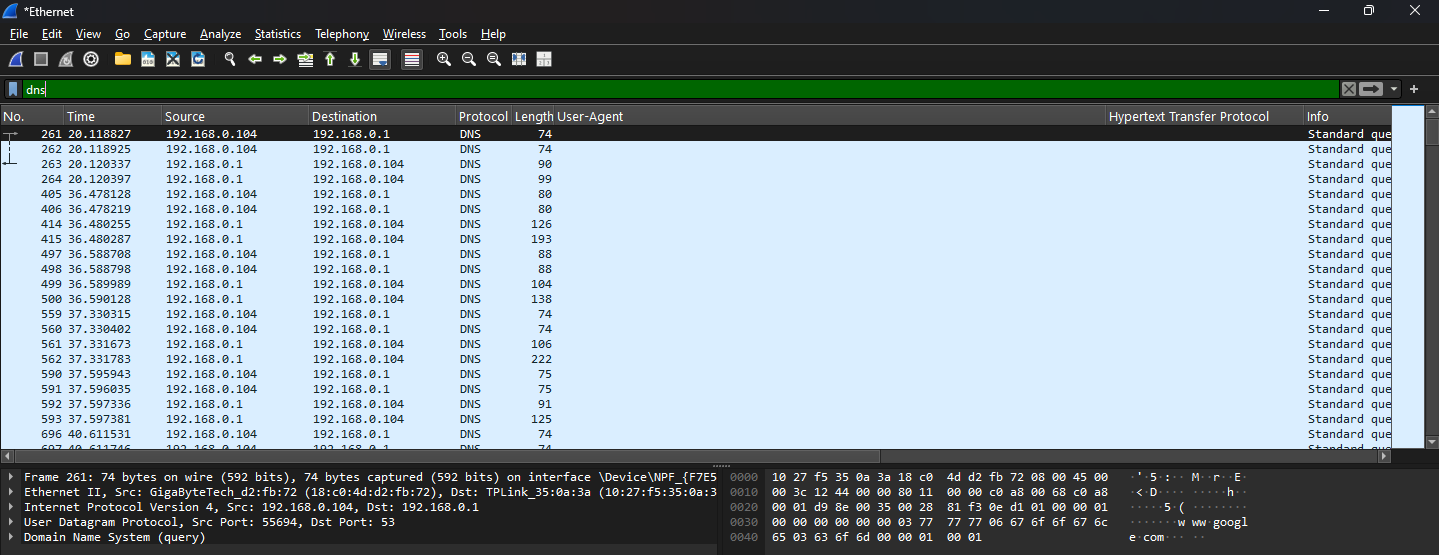 *Ethernet
File Edit View Go Capture Analyze Statistics Telephony Wireless Tools Help
dns
No. Time Source Destination Protocol Length User-Agent Hypertext Transfer Protocol Info
261 20.118827 192.168.0.104 192.168.0.1 DNS 74 Standard que
262 20.118925 192.168.0.104 192.168.0.1 DNS 74 Standard que
263 20.120337 192.168.0.1 192.168.0.104 DNS 90 Standard que
264 20.120397 192.168.0.1 192.168.0.104 DNS 99 Standard que
405 36.478128 192.168.0.104 192.168.0.1 DNS 80 Standard que
406 36.478219 192.168.0.104 192.168.0.1 DNS 80 Standard que
414 36.480255 192.168.0.1 192.168.0.104 DNS 126 Standard que
415 36.480287 192.168.0.1 192.168.0.104 DNS 193 Standard que
497 36.588708 192.168.0.104 192.168.0.1 DNS 88 Standard que
498 36.588798 192.168.0.104 192.168.0.1 DNS 88 Standard que
499 36.589989 192.168.0.1 192.168.0.104 DNS 104 Standard que
500 36.590128 192.168.0.1 192.168.0.104 DNS 138 Standard que
559 37.330315 192.168.0.104 192.168.0.1 DNS 74 Standard que
560 37.330402 192.168.0.104 192.168.0.1 DNS 74 Standard que
561 37.331673 192.168.0.1 192.168.0.104 DNS 106 Standard que
562 37.331783 192.168.0.1 192.168.0.104 DNS 222 Standard que
590 37.595943 192.168.0.104 192.168.0.1 DNS 75 Standard que
591 37.596035 192.168.0.104 192.168.0.1 DNS 75 Standard que
592 37.597336 192.168.0.1 192.168.0.104 DNS 91 Standard que
593 37.597381 192.168.0.1 192.168.0.104 DNS 125 Standard que
696 40.611531 192.168.0.104 192.168.0.1 DNS 74 Standard que
Frame 261: 74 bytes on wire (592 bits), 74 bytes captured (592 bits) on interface \Device\NPF_{F7E5
Ethernet II, Src: GigaByteTech_d2:fb:72 (18:c0:4d:d2:fb:72), Dst: TPLink_35:0a:3a (10:27:f5:35:0a:3
Internet Protocol Version 4, Src: 192.168.0.104, Dst: 192.168.0.1
User Datagram Protocol, Src Port: 55694, Dst Port: 53
Domain Name System (query)
0000 10 27 f5 35 0a 3a 18 c0 4d d2 fb 72 08 00 45 00 ·'·5·:·· M··r··E·
0010 00 3c 12 44 00 00 80 11 00 00 c0 a8 00 68 c0 a8 ·<·D···· ·····h··
0020 00 01 d9 8e 00 35 00 28 81 f3 0e d1 01 00 00 01 ·····5·( ········
0030 00 00 00 00 00 00 03 77 77 77 06 67 6f 6f 67 6c ·······w ww·googl
0040 65 03 63 6f 6d 00 00 01 00 01 e·com··· ··